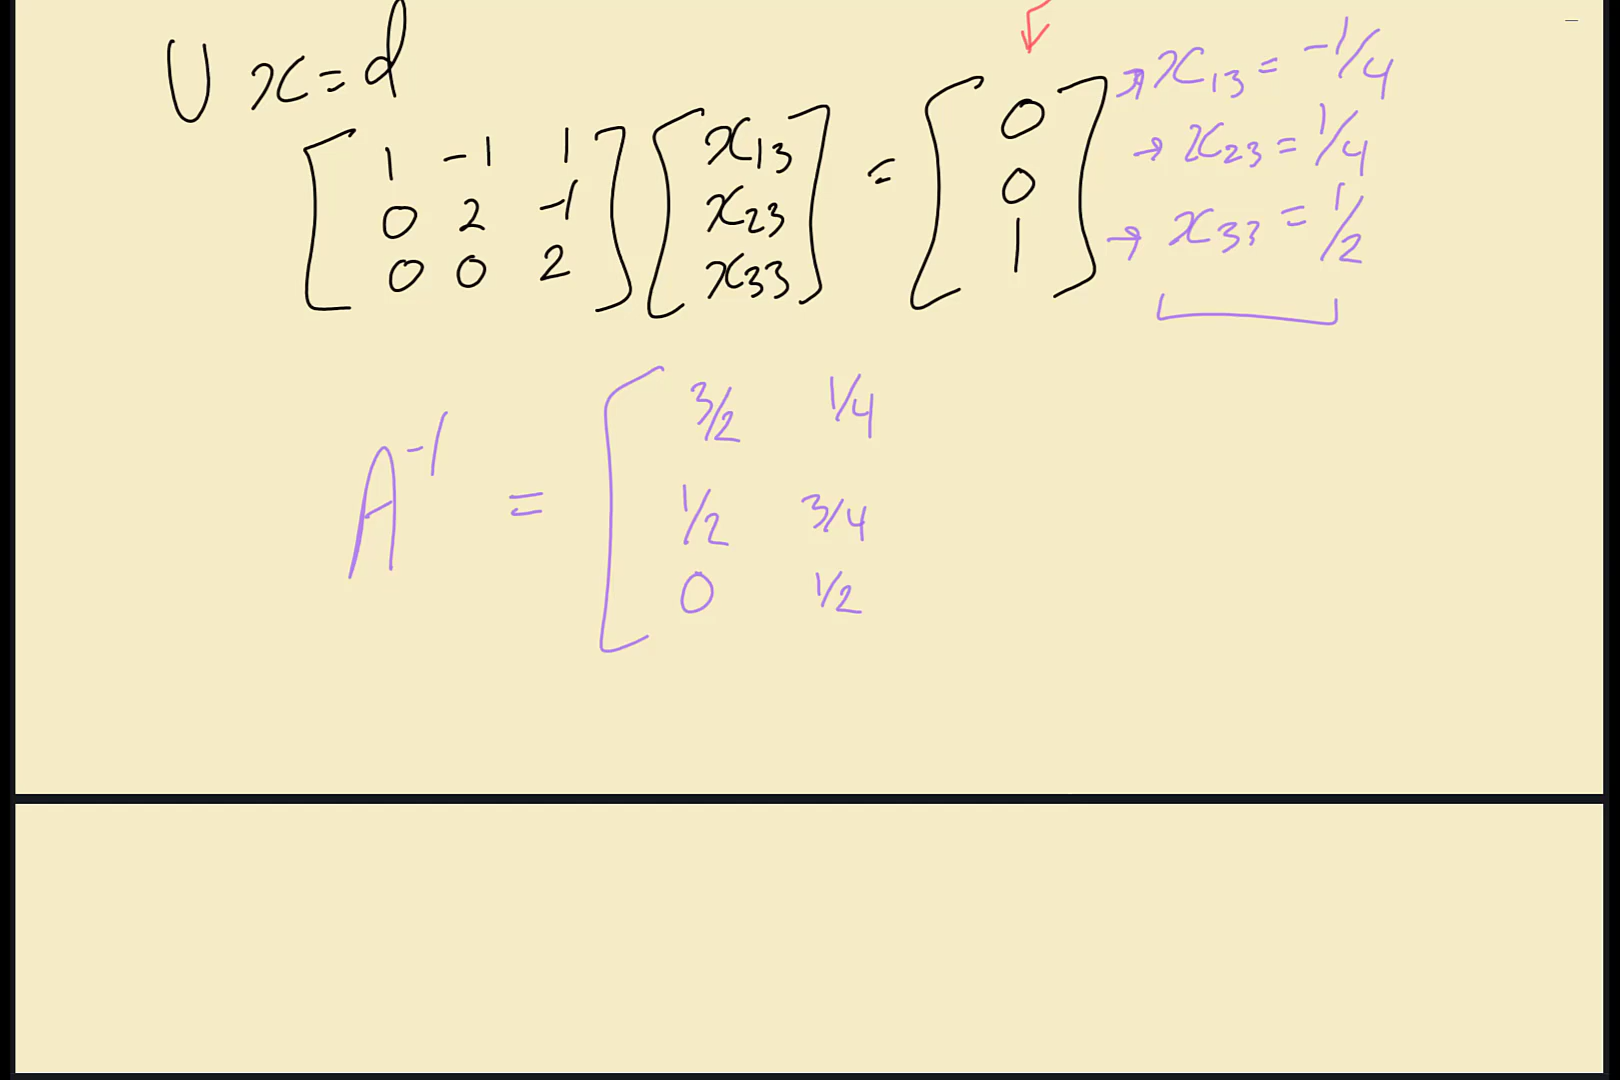 U x = d
[1 -1 1] [x13] = [0] → x13 = -1/4
[0 2 -1] [x23] [0] → x23 = 1/4
[0 0 2] [x33] [1] → x33 = 1/2
A^-1 = [ 3/2 1/4
1/2 3/4
0 1/2